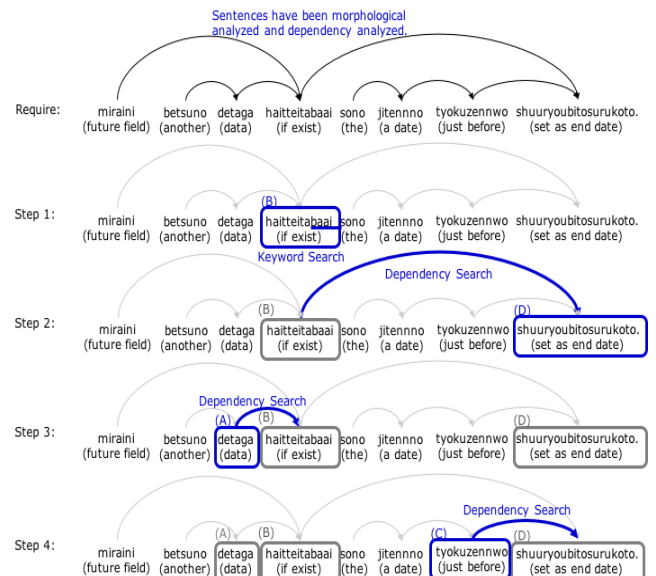 Sentences have been morphological
analyzed and dependency analyzed.
Require:
miraini betsuno detaga haitteitabaai sono jitennno tyokuzennwo shuuryoubitosurukoto.
(future field) (another) (data) (if exist) (the) (a date) (just before) (set as end date)
(B)
Step 1:
miraini betsuno detaga haitteitabaai sono jitennno tyokuzennwo shuuryoubitosurukoto.
(future field) (another) (data) (if exist) (the) (a date) (just before) (set as end date)
Keyword Search
Dependency Search
(B) (D)
Step 2:
miraini betsuno detaga haitteitabaai sono jitennno tyokuzennwo shuuryoubitosurukoto.
(future field) (another) (data) (if exist) (the) (a date) (just before) (set as end date)
Dependency Search
(A) (B) (D)
Step 3:
miraini betsuno detaga haitteitabaai sono jitennno tyokuzennwo shuuryoubitosurukoto.
(future field) (another) (data) (if exist) (the) (a date) (just before) (set as end date)
Dependency Search
(A) (B) (C) (D)
Step 4:
miraini betsuno detaga haitteitabaai sono jitennno tyokuzennwo shuuryoubitosurukoto.
(future field) (another) (data) (if exist) (the) (a date) (just before) (set as end date)